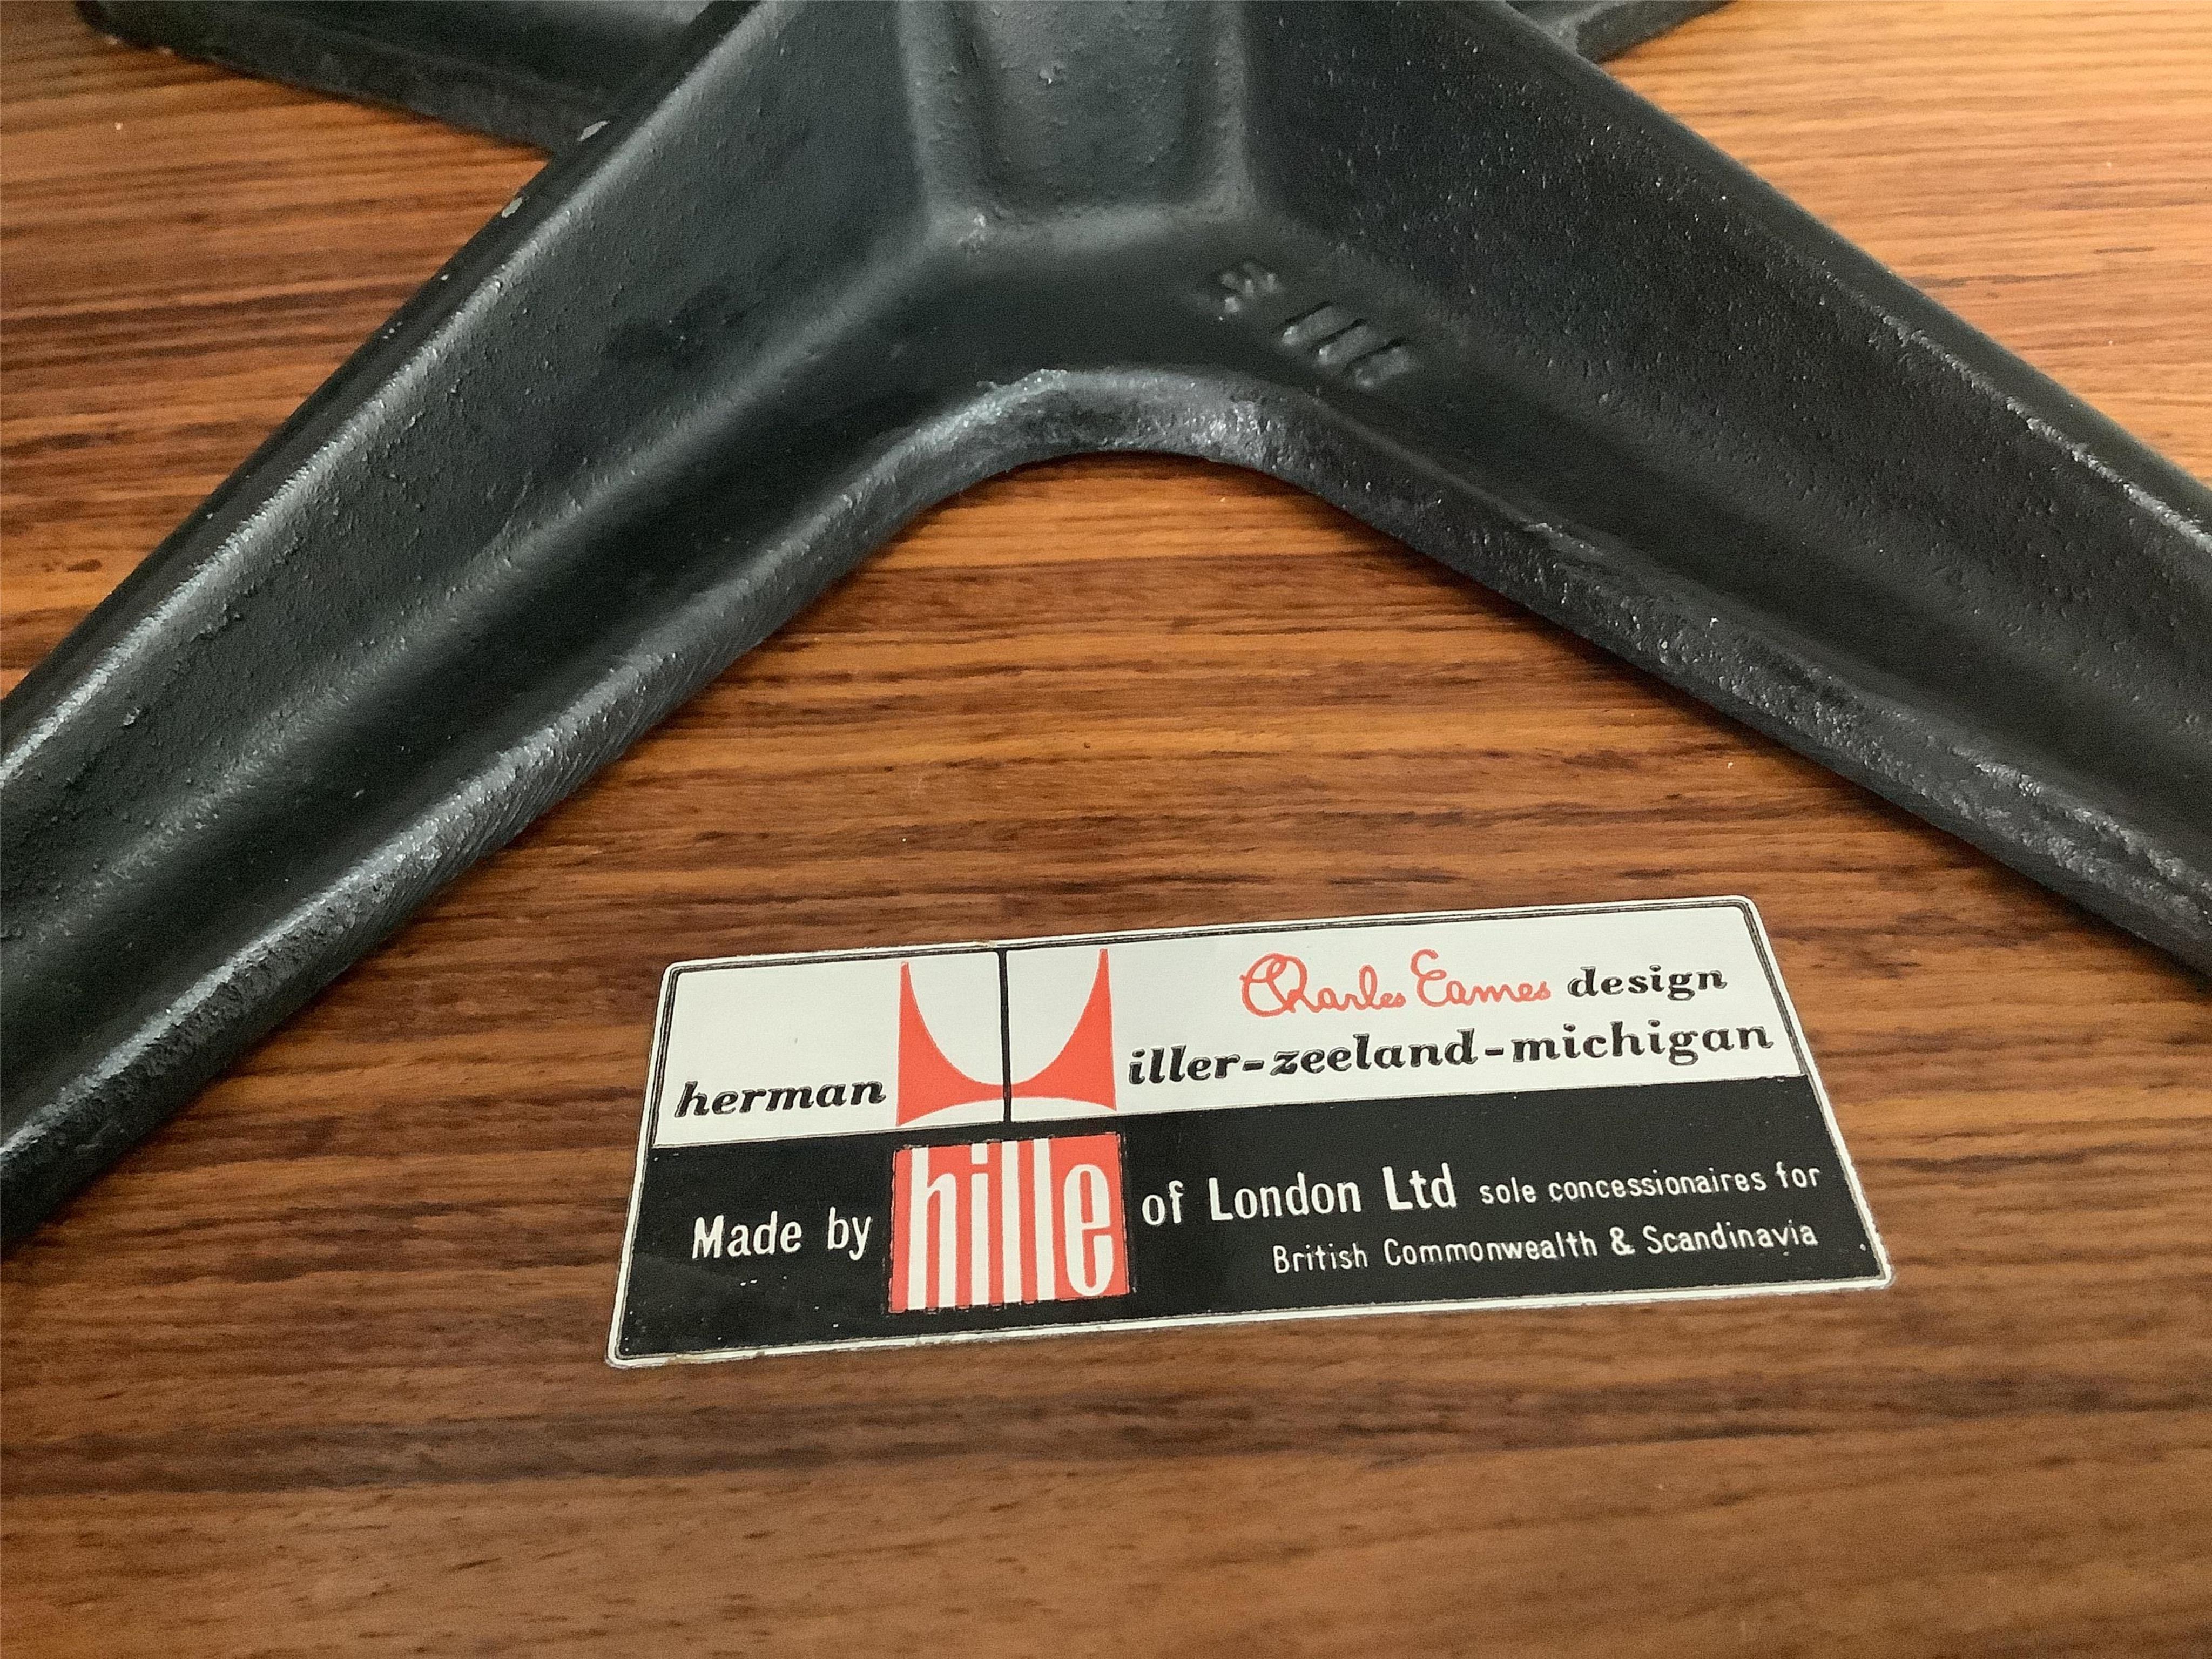 Charles Eames design
herman iller-zeeland-michigan
Made by hille of London Ltd sole concessionaires for
British Commonwealth & Scandinavia